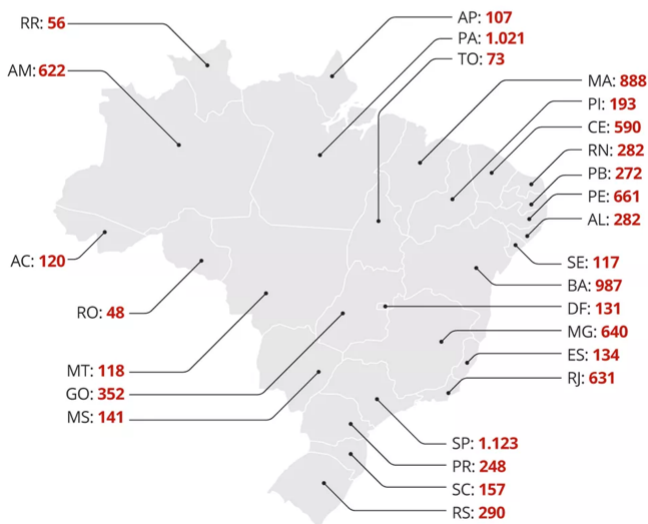 RR: 56
AM: 622
AP: 107
PA: 1.021
TO: 73
MA: 888
PI: 193
CE: 590
RN: 282
PB: 272
PE: 661
AL: 282
SE: 117
BA: 987
DF: 131
MG: 640
ES: 134
RJ: 631
AC: 120
RO: 48
MT: 118
GO: 352
MS: 141
SP: 1.123
PR: 248
SC: 157
RS: 290